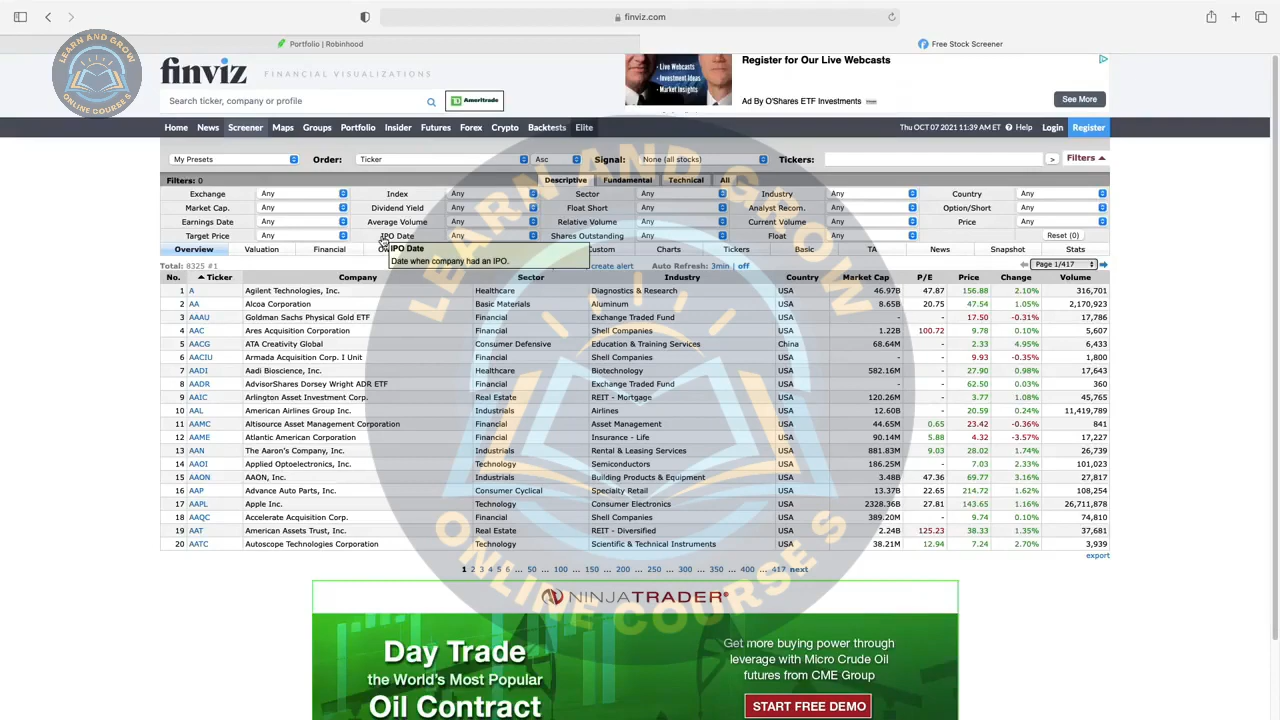 finviz.com
Portfolio | Robinhood
Free Stock Screener
LEARN AND GROW
ONLINE COURSES
finviz FINANCIAL VISUALIZATIONS
Search ticker, company or profile
Ameritrade
· Live Webcasts
· Investment Ideas
· Market Insights
Register for Our Live Webcasts
Ad By O'Shares ETF Investments
See More
Home News Screener Maps Groups Portfolio Insider Futures Forex Crypto Backtests Elite
Thu OCT 07 2021 11:39 AM ET Help Login Register
My Presets Order: Ticker Asc Signal: None (all stocks) Tickers: > Filters
Filters: 0 Descriptive Fundamental Technical All
Exchange Any Index Any Sector Any Industry Any Country Any
Market Cap. Any Dividend Yield Any Float Short Any Analyst Recom. Any Option/Short Any
Earnings Date Any Average Volume Any Relative Volume Any Current Volume Any Price Any
Target Price Any IPO Date Any Shares Outstanding Any Float Any Reset (0)
Overview Valuation Financial Custom Charts Tickers Basic TA News Snapshot Stats
IPO Date
Date when company had an IPO.
Total: 8325 #1 create alert Auto Refresh: 3min | off Page 1/417
No. Ticker Company Sector Industry Country Market Cap P/E Price Change Volume
1 A Agilent Technologies, Inc. Healthcare Diagnostics & Research USA 46.97B 47.87 156.88 2.10% 316,701
2 AA Alcoa Corporation Basic Materials Aluminum USA 8.65B 20.75 47.54 1.05% 2,170,923
3 AAAU Goldman Sachs Physical Gold ETF Financial Exchange Traded Fund USA - - 17.50 -0.31% 17,786
4 AAC Ares Acquisition Corporation Financial Shell Companies USA 1.22B 100.72 9.78 0.10% 5,607
5 AACG ATA Creativity Global Consumer Defensive Education & Training Services China 68.64M - 2.33 4.95% 6,433
6 AACIU Armada Acquisition Corp. I Unit Financial Shell Companies USA - - 9.93 -0.35% 1,800
7 AADI Aadi Bioscience, Inc. Healthcare Biotechnology USA 582.16M - 27.90 0.98% 17,643
8 AADR AdvisorShares Dorsey Wright ADR ETF Financial Exchange Traded Fund USA - - 62.50 0.03% 360
9 AAIC Arlington Asset Investment Corp. Real Estate REIT - Mortgage USA 120.26M - 3.77 1.08% 45,765
10 AAL American Airlines Group Inc. Industrials Airlines USA 12.60B - 20.59 0.24% 11,419,789
11 AAMC Altisource Asset Management Corporation Financial Asset Management USA 44.65M 0.65 23.42 -0.36% 841
12 AAME Atlantic American Corporation Financial Insurance - Life USA 90.14M 5.88 4.32 -3.57% 17,227
13 AAN The Aaron's Company, Inc. Industrials Rental & Leasing Services USA 881.83M 9.03 28.02 1.74% 26,739
14 AAOI Applied Optoelectronics, Inc. Technology Semiconductors USA 186.25M - 7.03 2.33% 101,023
15 AAON AAON, Inc. Industrials Building Products & Equipment USA 3.48B 47.36 69.77 3.16% 27,817
16 AAP Advance Auto Parts, Inc. Consumer Cyclical Specialty Retail USA 13.37B 22.65 214.72 1.62% 108,254
17 AAPL Apple Inc. Technology Consumer Electronics USA 2328.36B 27.81 143.65 1.16% 26,711,878
18 AAQC Accelerate Acquisition Corp. Financial Shell Companies USA 389.20M - 9.74 0.10% 74,810
19 AAT American Assets Trust, Inc. Real Estate REIT - Diversified USA 2.24B 125.23 38.33 1.35% 37,681
20 AATC Autoscope Technologies Corporation Technology Scientific & Technical Instruments USA 38.21M 12.94 7.24 2.70% 3,939
export
1 2 3 4 5 6 ... 50 ... 100 ... 150 ... 200 ... 250 ... 300 ... 350 ... 400 ... 417 next
LEARN AND GROW
ONLINE COURSES
NINJATRADER®
Day Trade
the World's Most Popular
Oil Contract
Get more buying power through
leverage with Micro Crude Oil
futures from CME Group
START FREE DEMO